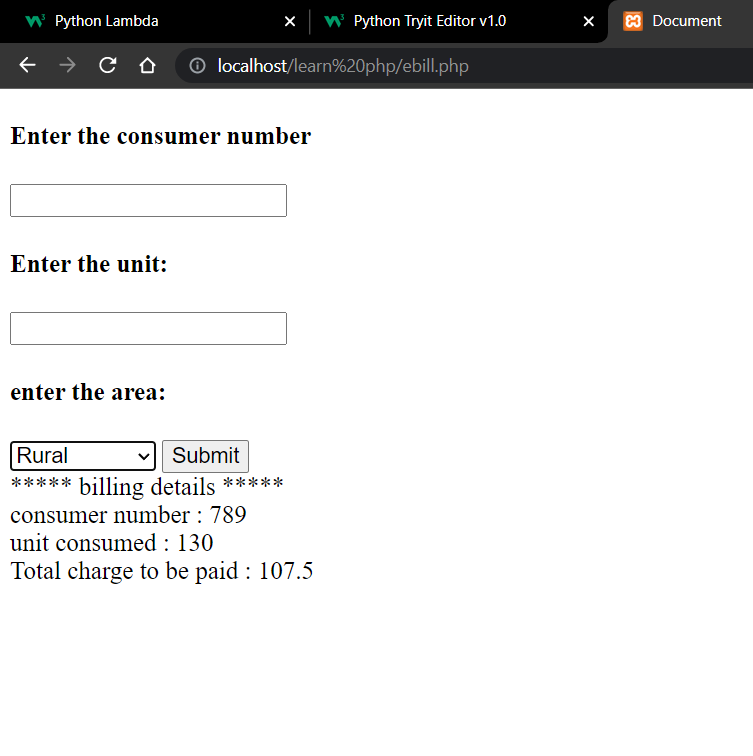 Python Lambda
Python Tryit Editor v1.0
Document
localhost/learn%20php/ebill.php
Enter the consumer number
Enter the unit:
enter the area:
Rural Submit
***** billing details *****
consumer number : 789
unit consumed : 130
Total charge to be paid : 107.5